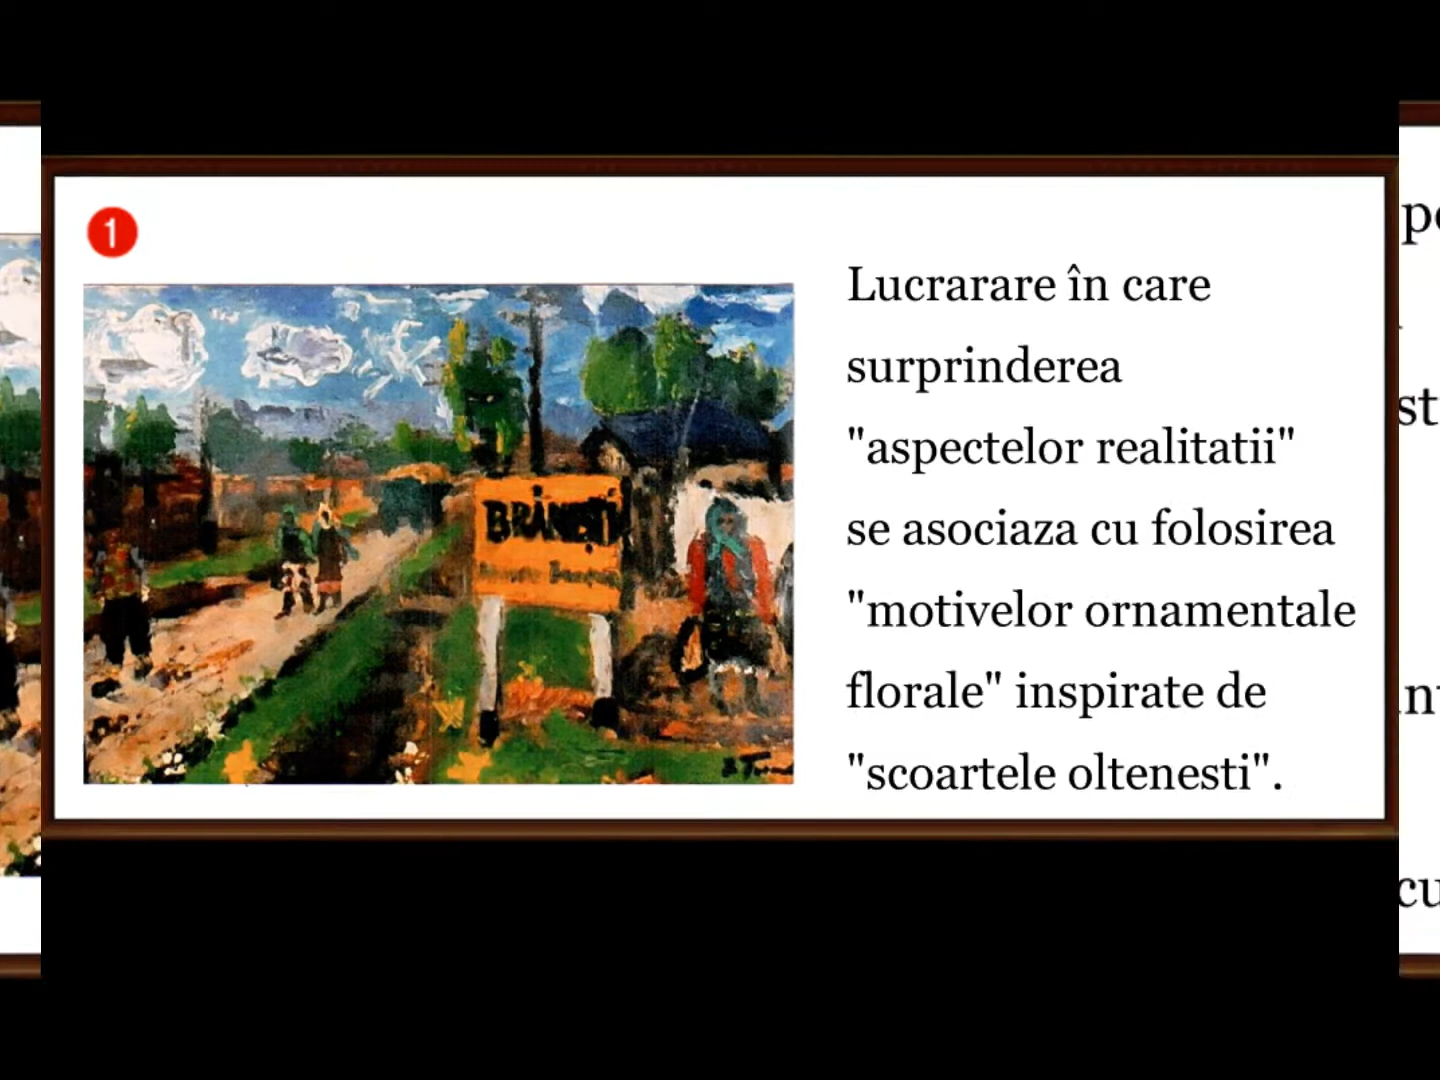 1
Lucrarare în care
surprinderea
"aspectelor realitatii"
se asociaza cu folosirea
"motivelor ornamentale
florale" inspirate de
"scoartele oltenesti".
BRĂNEȘTI